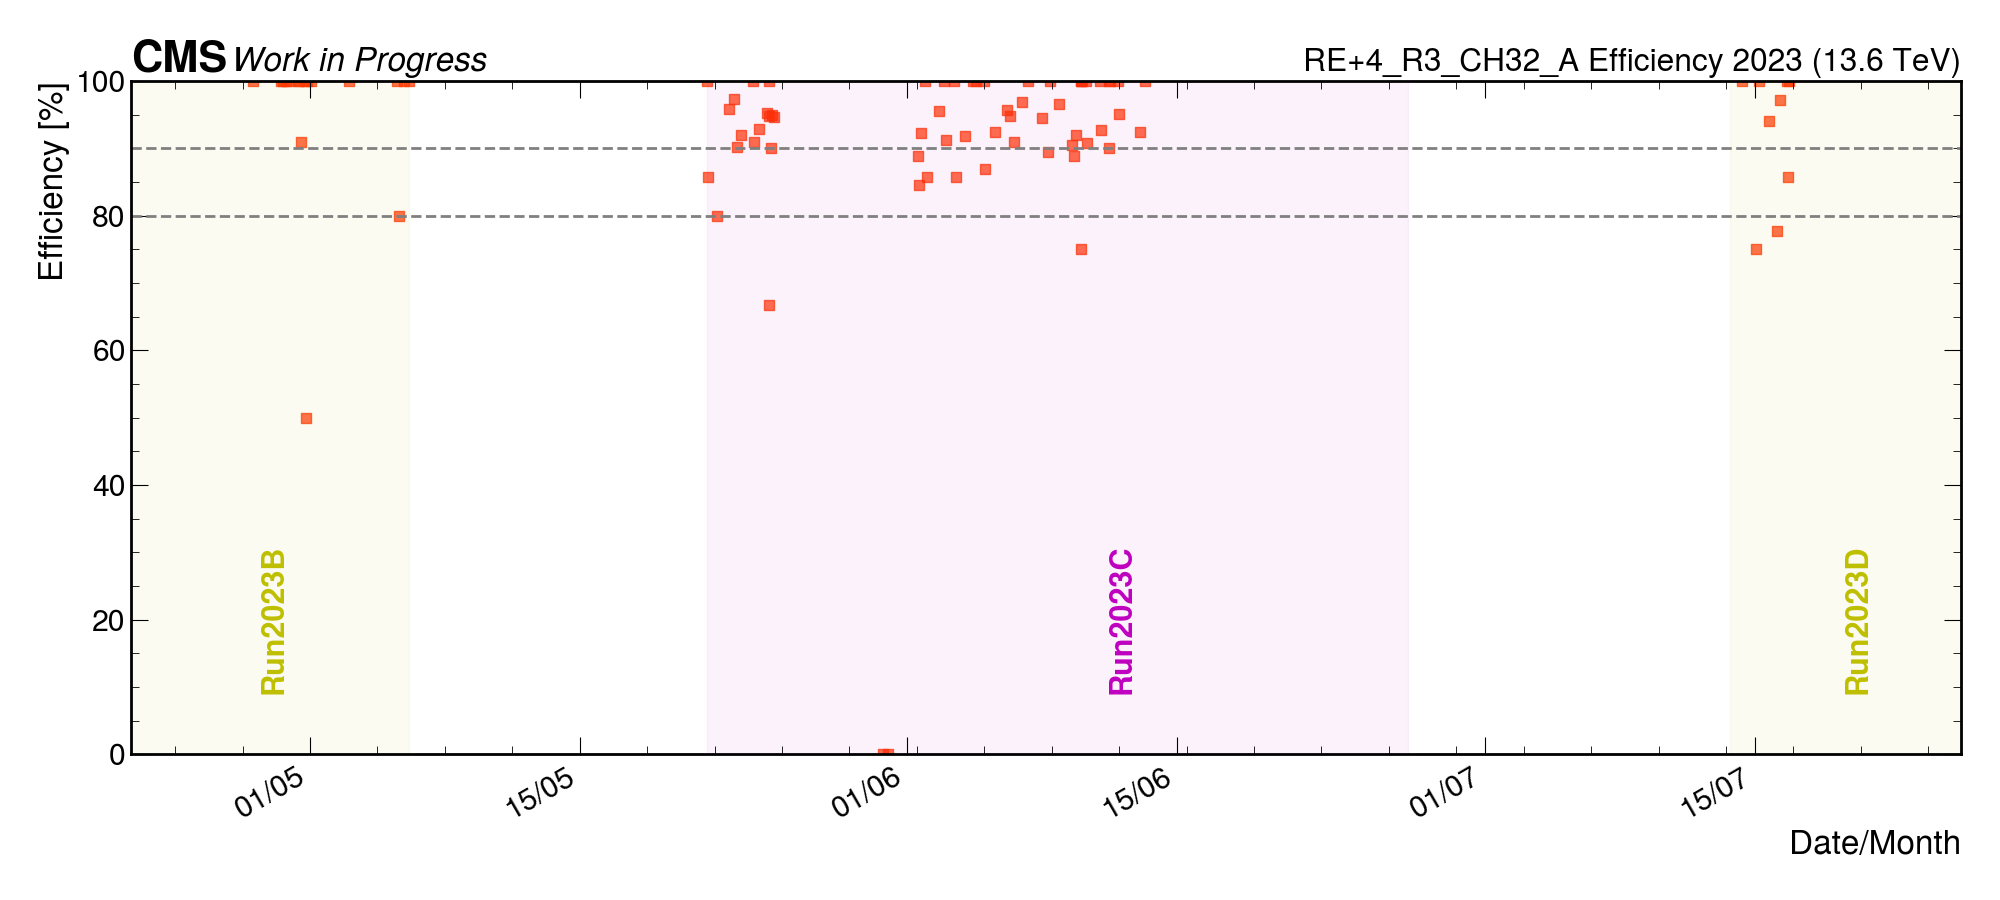 CMS Work in Progress
RE+4_R3_CH32_A Efficiency 2023 (13.6 TeV)
Efficiency [%]
100
80
60
40
20
0
Run2023B
Run2023C
Run2023D
01/05
15/05
01/06
15/06
01/07
15/07
Date/Month